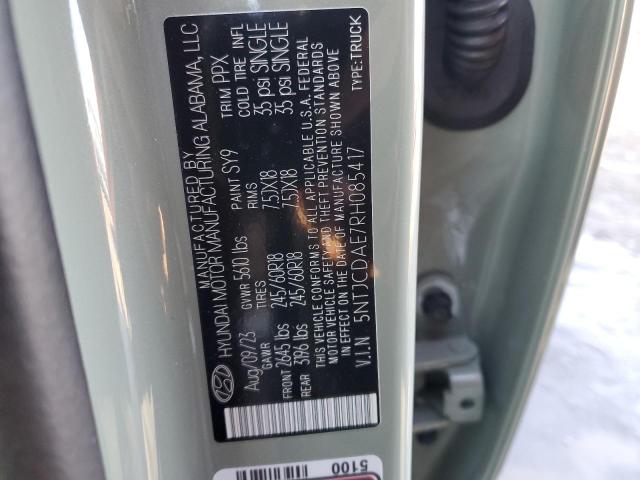 MANUFACTURED BY
HYUNDAI MOTOR MANUFACTURING ALABAMA, LLC
Aug/09/23 GVWR 5600 lbs PAINT SY9 TRIM PPX
GAWR TIRES RIMS COLD TIRE INFL
FRONT 2645 lbs 245/60R18 7.5JX18 35 psi SINGLE
REAR 3196 lbs 245/60R18 7.5JX18 35 psi SINGLE
THIS VEHICLE CONFORMS TO ALL APPLICABLE U.S.A. FEDERAL
MOTOR VEHICLE SAFETY AND THEFT PREVENTION STANDARDS
IN EFFECT ON THE DATE OF MANUFACTURE SHOWN ABOVE
V.I.N 5NTJCDAE7RH085417 TYPE:TRUCK
5100